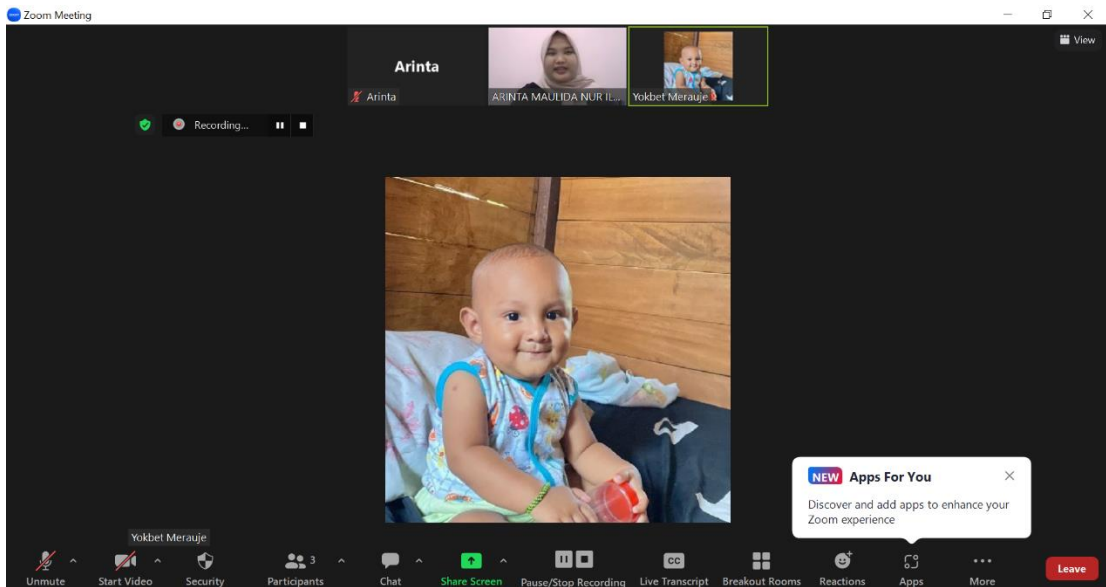 Zoom Meeting
View
Arinta
Arinta
ARINTA MAULIDA NUR IL...
Yokbet Merauje
Recording...
NEW Apps For You
Discover and add apps to enhance your
Zoom experience
Yokbet Merauje
Unmute
Start Video
Security
3
Participants
Chat
Share Screen
Pause/Stop Recording
CC
Live Transcript
Breakout Rooms
Reactions
Apps
More
Leave